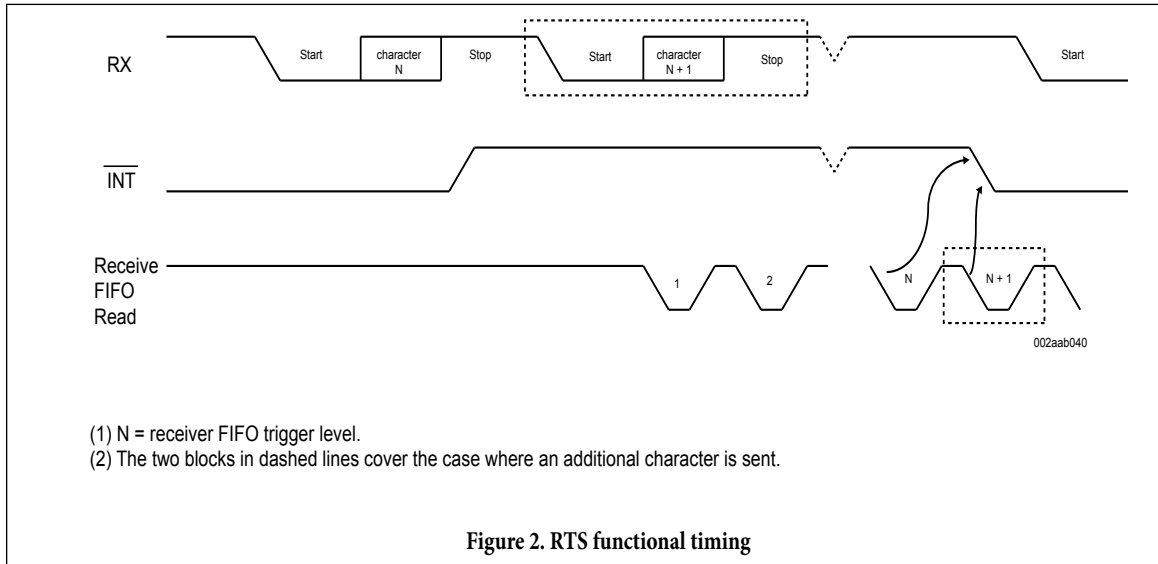 RX
Start
character
N
Stop
Start
character
N + 1
Stop
Start
INT
Receive
FIFO
Read
1
2
N
N + 1
002aab040
(1) N = receiver FIFO trigger level.
(2) The two blocks in dashed lines cover the case where an additional character is sent.
Figure 2. RTS functional timing